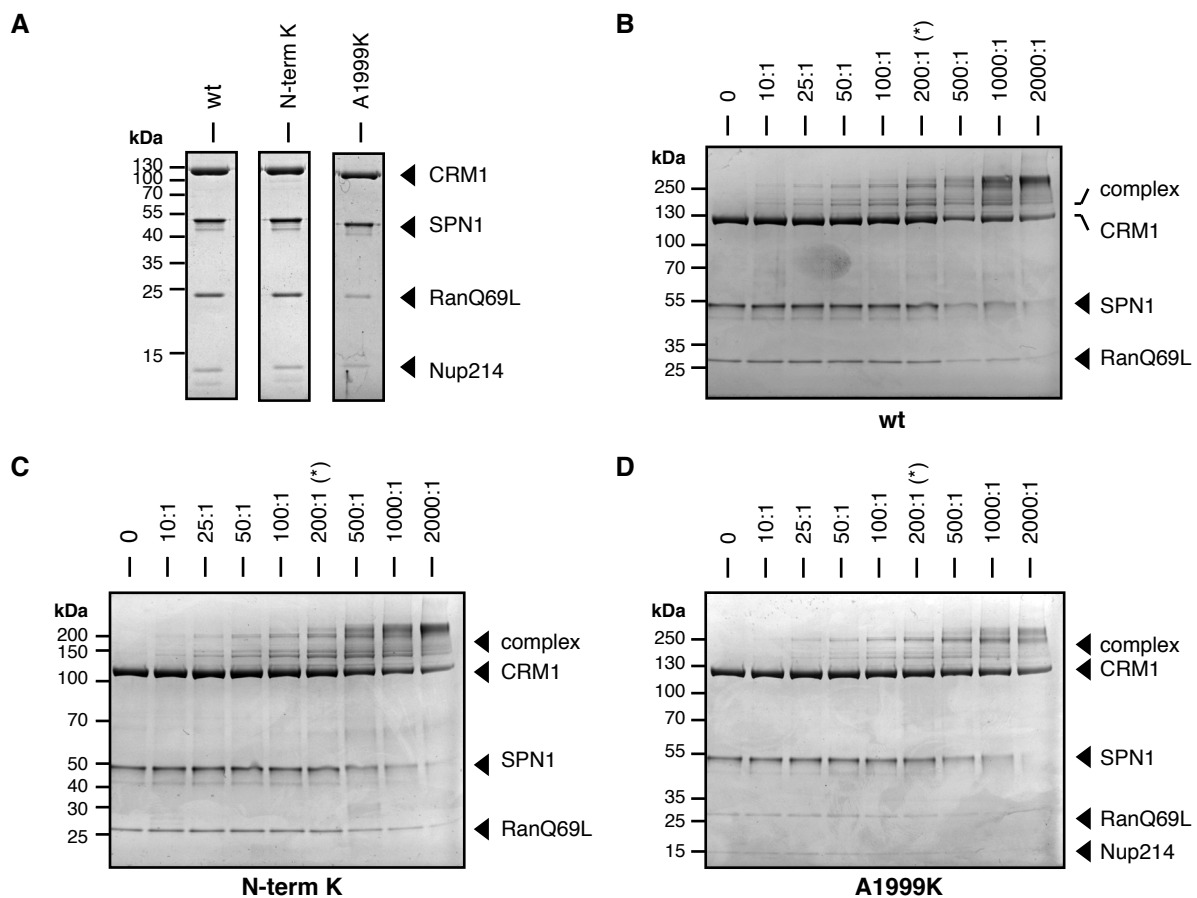 A
wt
N-term K
A1999K
kDa
130
100
70
55
40
35
25
15
CRM1
SPN1
RanQ69L
Nup214
B
0
10:1
25:1
50:1
100:1
200:1 (*)
500:1
1000:1
2000:1
kDa
250
130
100
70
55
35
25
complex
CRM1
SPN1
RanQ69L
wt
C
0
10:1
25:1
50:1
100:1
200:1 (*)
500:1
1000:1
2000:1
kDa
200
150
100
70
50
40
30
25
complex
CRM1
SPN1
RanQ69L
N-term K
D
0
10:1
25:1
50:1
100:1
200:1 (*)
500:1
1000:1
2000:1
kDa
250
130
100
70
55
35
25
15
complex
CRM1
SPN1
RanQ69L
Nup214
A1999K